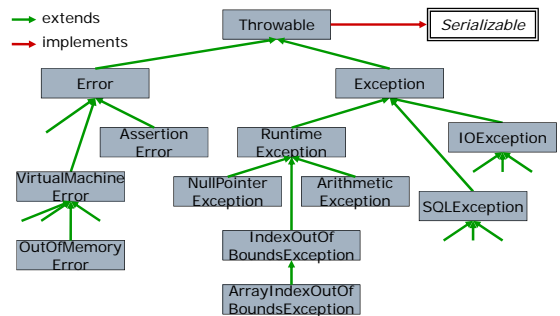 extends
implements
Throwable
Serializable
Error
Exception
Assertion
Error
Runtime
Exception
IOException
VirtualMachine
Error
NullPointer
Exception
Arithmetic
Exception
SQLException
OutOfMemory
Error
IndexOutOf
BoundsException
ArrayIndexOutOf
BoundsException